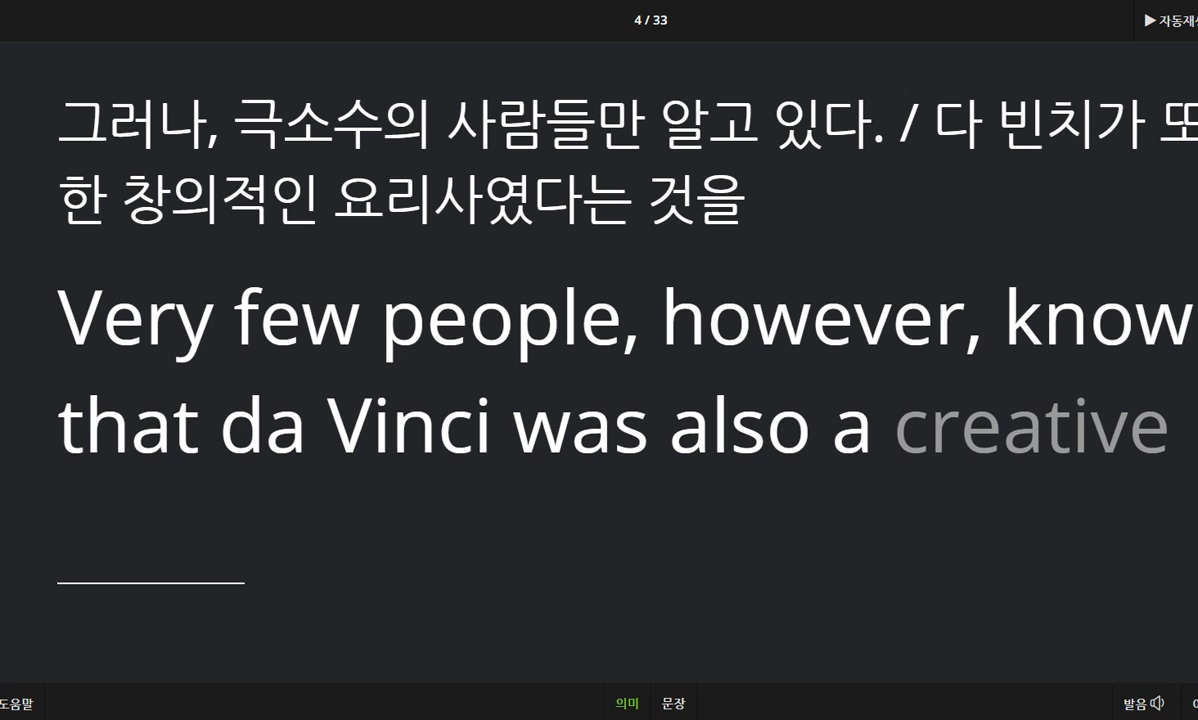 4 / 33
▶ 자동재
그러나, 극소수의 사람들만 알고 있다. / 다 빈치가 또
한 창의적인 요리사였다는 것을
Very few people, however, know
that da Vinci was also a creative
도움말 의미 문장 발음